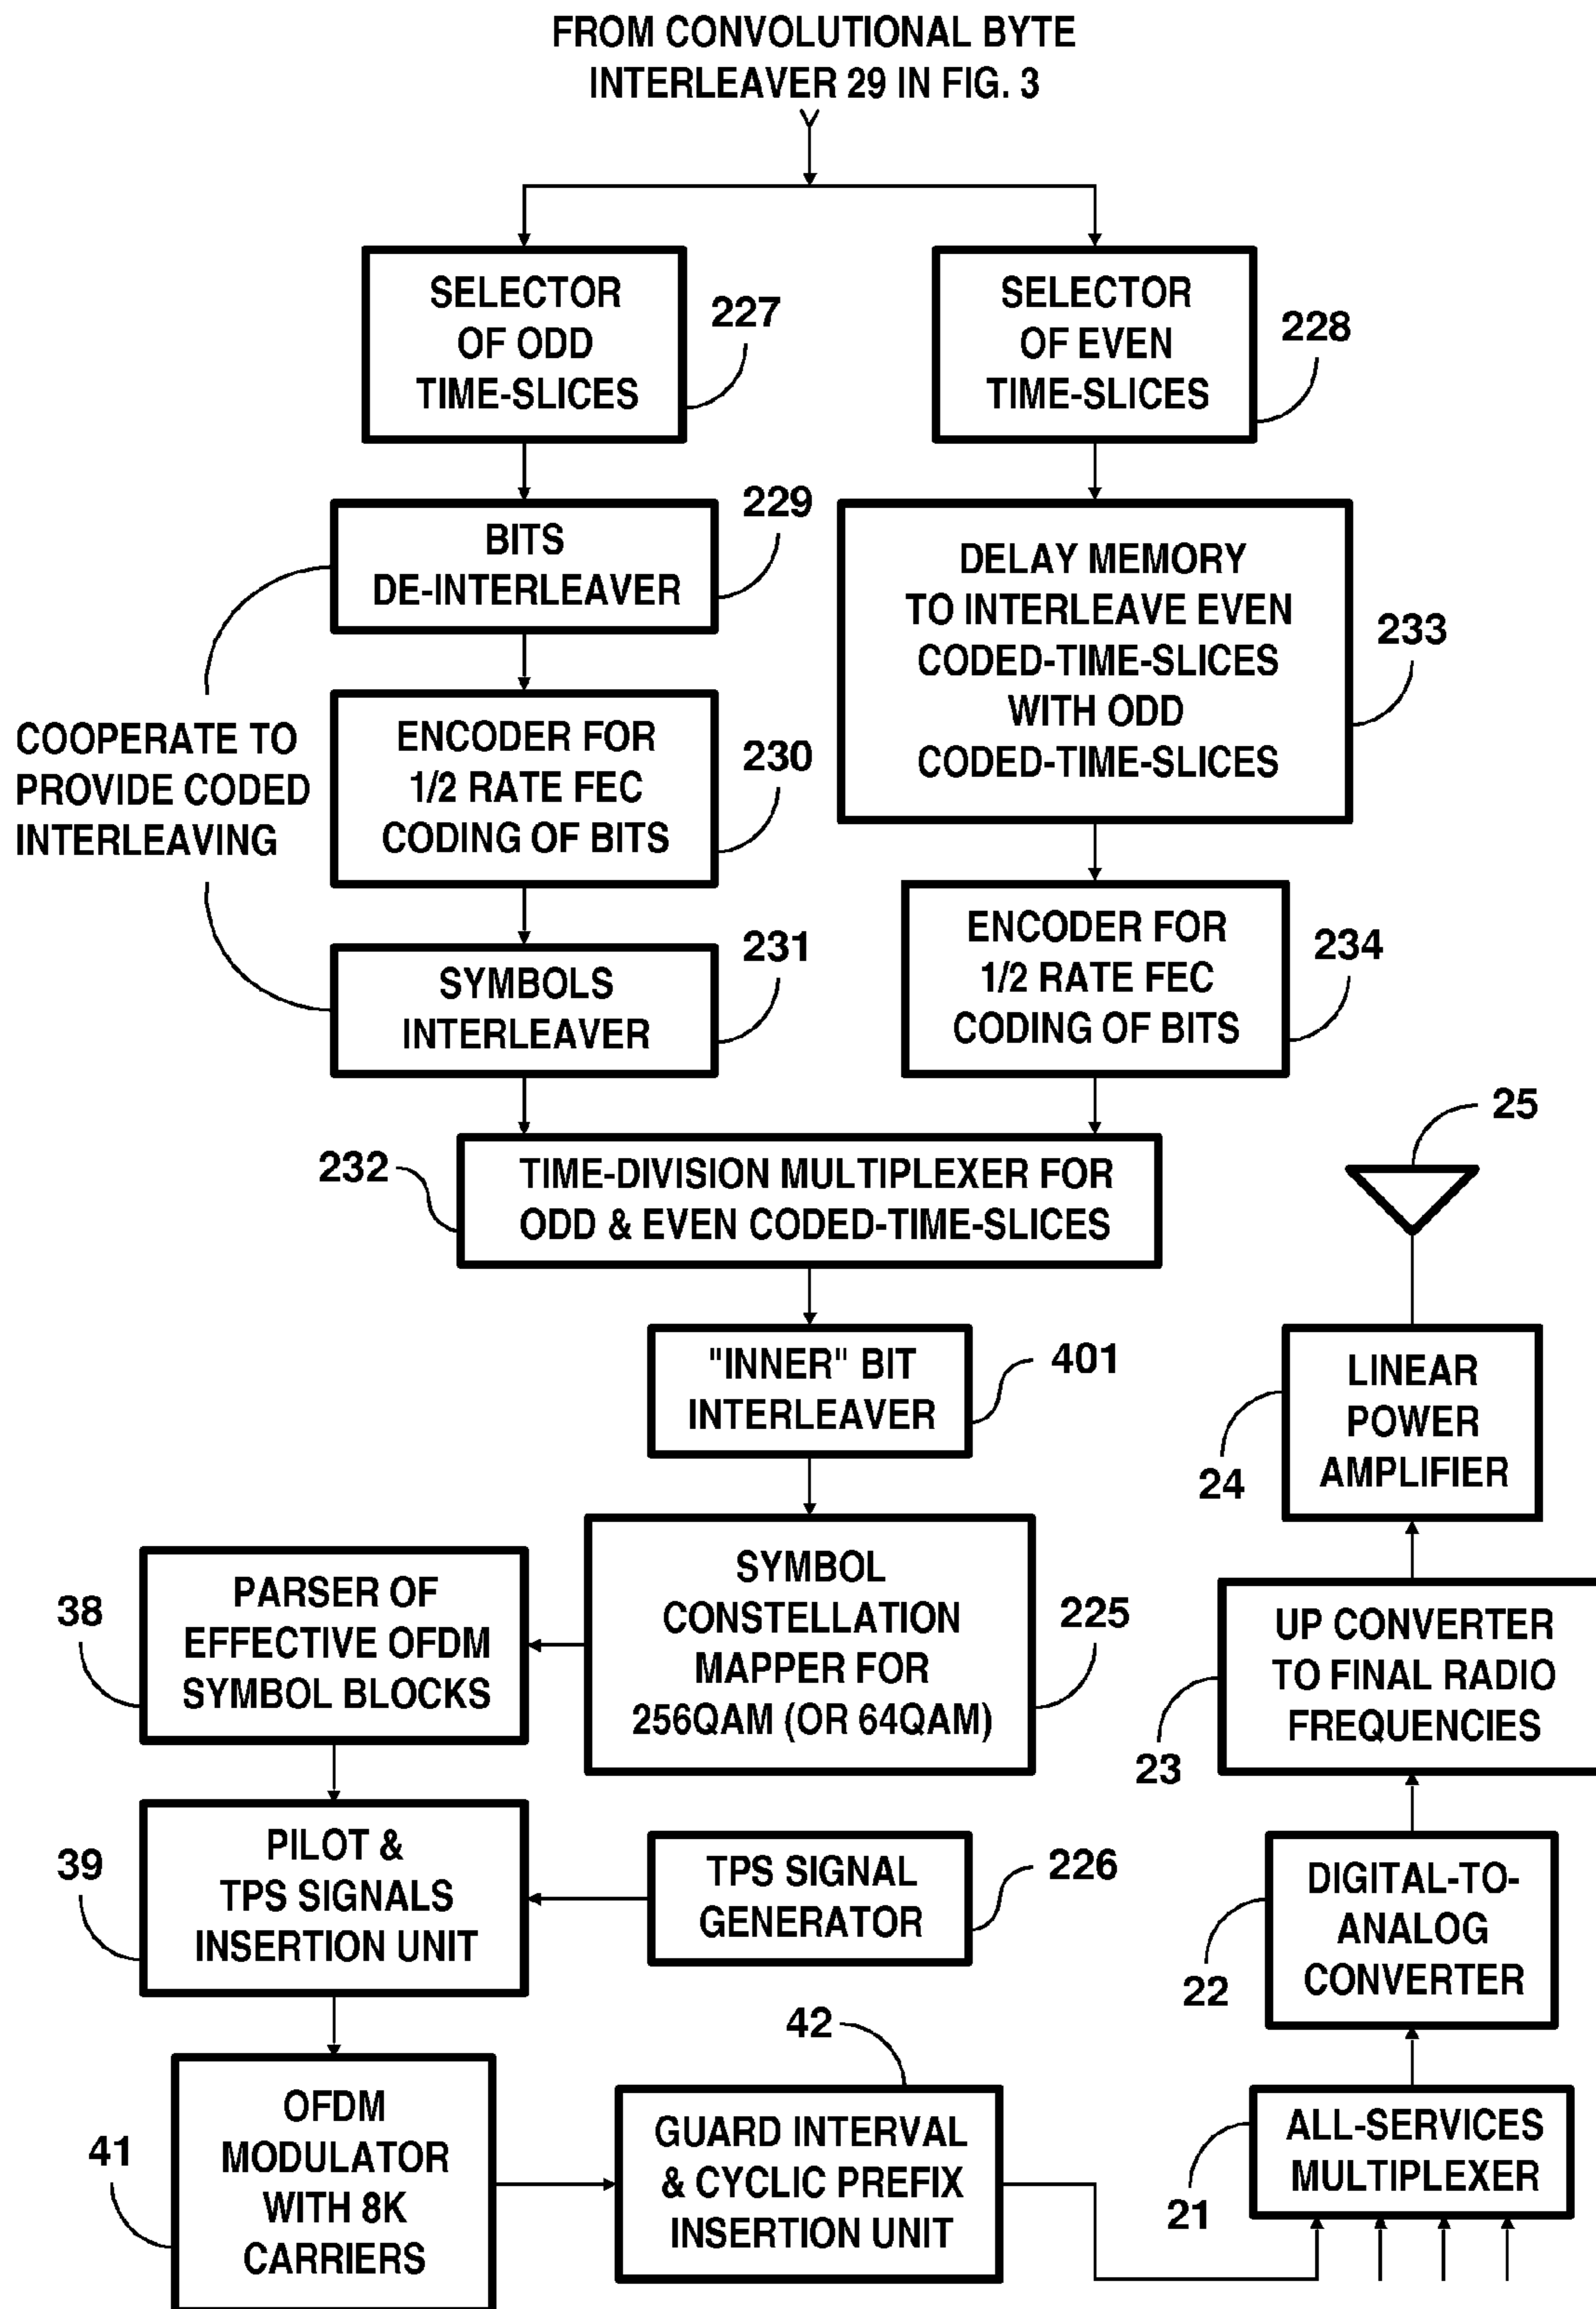 FROM CONVOLUTIONAL BYTE
INTERLEAVER 29 IN FIG. 3
SELECTOR
OF ODD
TIME-SLICES
227
SELECTOR
OF EVEN
TIME-SLICES
228
BITS
DE-INTERLEAVER
229
DELAY MEMORY
TO INTERLEAVE EVEN
CODED-TIME-SLICES
WITH ODD
CODED-TIME-SLICES
233
COOPERATE TO
PROVIDE CODED
INTERLEAVING
ENCODER FOR
1/2 RATE FEC
CODING OF BITS
230
SYMBOLS
INTERLEAVER
231
ENCODER FOR
1/2 RATE FEC
CODING OF BITS
234
232
TIME-DIVISION MULTIPLEXER FOR
ODD & EVEN CODED-TIME-SLICES
25
"INNER" BIT
INTERLEAVER
401
LINEAR
POWER
AMPLIFIER
24
38
PARSER OF
EFFECTIVE OFDM
SYMBOL BLOCKS
SYMBOL
CONSTELLATION
MAPPER FOR
256QAM (OR 64QAM)
225
UP CONVERTER
TO FINAL RADIO
FREQUENCIES
23
39
PILOT &
TPS SIGNALS
INSERTION UNIT
TPS SIGNAL
GENERATOR
226
DIGITAL-TO-
ANALOG
CONVERTER
22
41
OFDM
MODULATOR
WITH 8K
CARRIERS
42
GUARD INTERVAL
& CYCLIC PREFIX
INSERTION UNIT
ALL-SERVICES
MULTIPLEXER
21